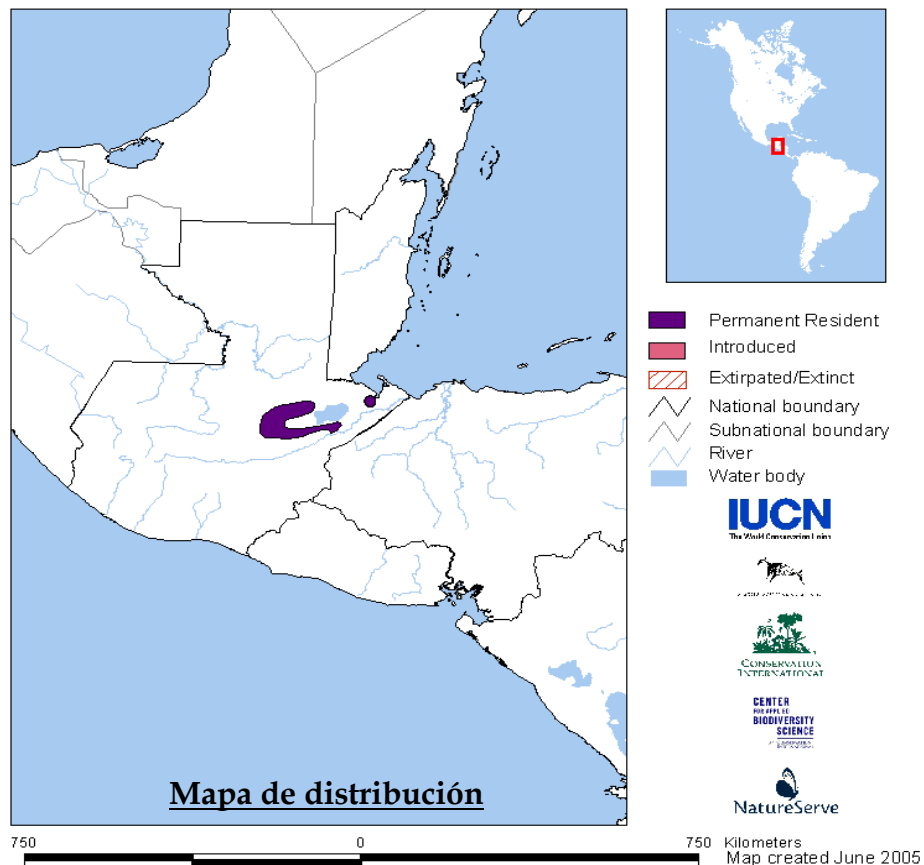 Permanent Resident
Introduced
Extirpated/Extinct
National boundary
Subnational boundary
River
Water body
IUCN
The World Conservation Union
CONSERVATION
INTERNATIONAL
CENTER
FOR APPLIED
BIODIVERSITY
SCIENCE
NatureServe
Mapa de distribución
750 0 750 Kilometers
Map created June 2005